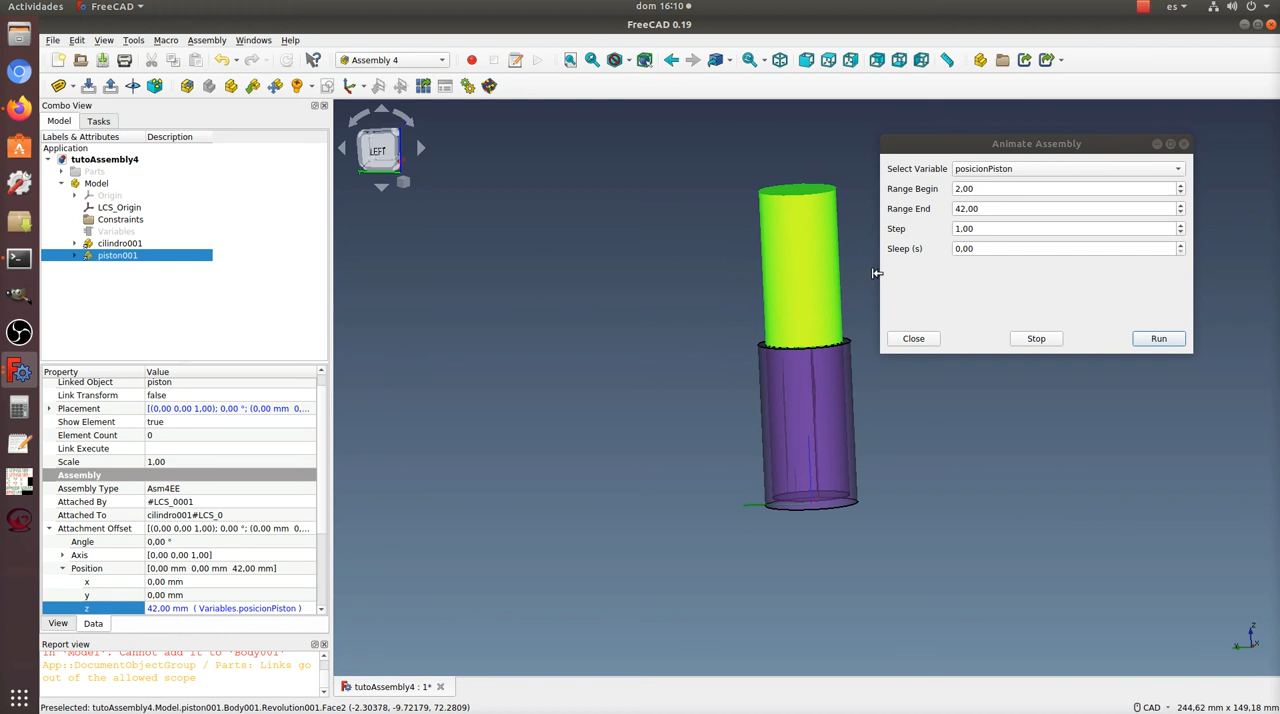 Actividades FreeCAD dom 16:10 es
FreeCAD 0.19
File Edit View Tools Macro Assembly Windows Help
Assembly 4
Combo View
Model Tasks
Labels & Attributes Description
Application
tutoAssembly4
Parts
Model
Origin
LCS_Origin
Constraints
Variables
cilindro001
piston001
LEFT
Animate Assembly
Select Variable posicionPiston
Range Begin 2,00
Range End 42,00
Step 1,00
Sleep (s) 0,00
Close Stop Run
Property Value
Linked Object piston
Link Transform false
Placement [(0,00 0,00 1,00); 0,00 °; (0,00 mm 0,...
Show Element true
Element Count 0
Link Execute
Scale 1,00
Assembly
Assembly Type Asm4EE
Attached By #LCS_0001
Attached To cilindro001#LCS_0
Attachment Offset [(0,00 0,00 1,00); 0,00 °; (0,00 mm 0,...
Angle 0,00 °
Axis [0,00 0,00 1,00]
Position [0,00 mm 0,00 mm 42,00 mm]
x 0,00 mm
y 0,00 mm
z 42,00 mm ( Variables.posicionPiston )
View Data
Report view
in 'Model'. Cannot add it to 'Body001'
App::DocumentObjectGroup / Parts: Links go
out of the allowed scope
z
x
tutoAssembly4 : 1*
Preselected: tutoAssembly4.Model.piston001.Body001.Revolution001.Face2 (-2.30378, -9.72179, 72.2809) CAD 244,62 mm x 149,18 mm